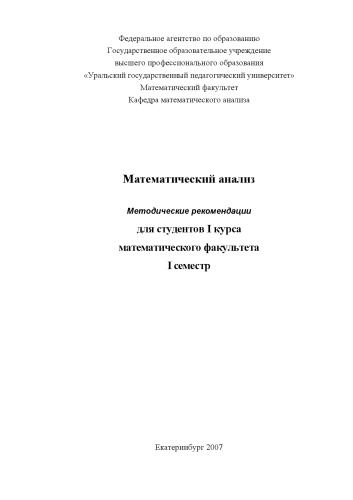 Федеральное агентство по образованию
Государственное образовательное учреждение
высшего профессионального образования
«Уральский государственный педагогический университет»
Математический факультет
Кафедра математического анализа
Математический анализ
Методические рекомендации
для студентов I курса
математического факультета
I семестр
Екатеринбург 2007